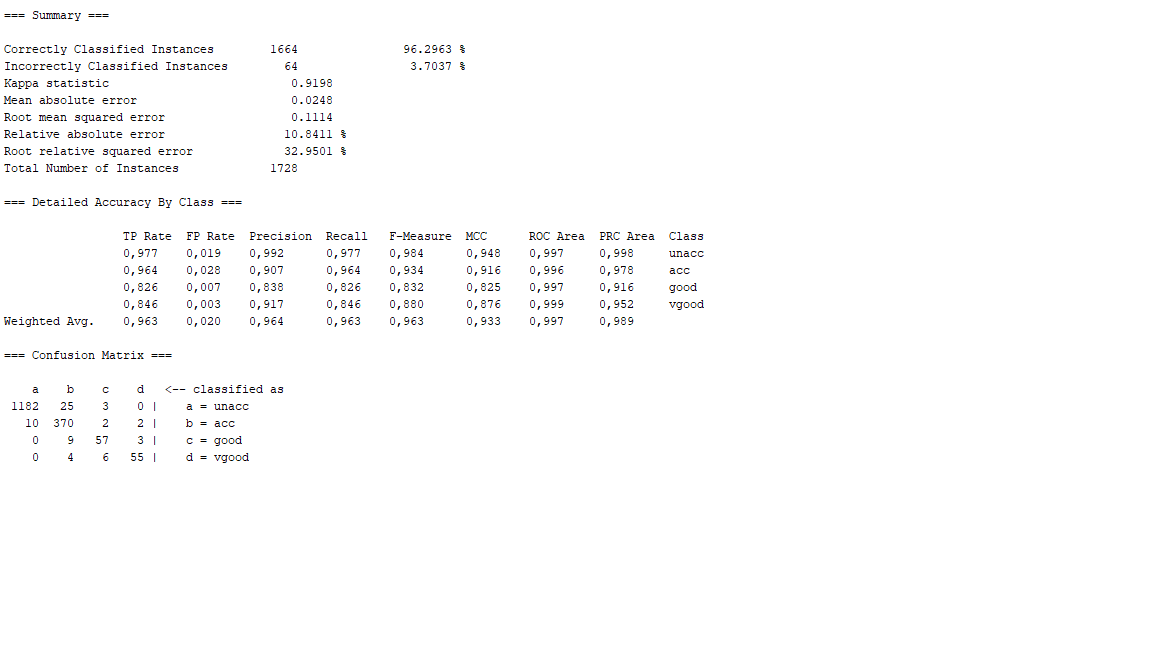 === Summary ===
Correctly Classified Instances 1664 96.2963 %
Incorrectly Classified Instances 64 3.7037 %
Kappa statistic 0.9198
Mean absolute error 0.0248
Root mean squared error 0.1114
Relative absolute error 10.8411 %
Root relative squared error 32.9501 %
Total Number of Instances 1728
=== Detailed Accuracy By Class ===
TP Rate FP Rate Precision Recall F-Measure MCC ROC Area PRC Area Class
0,977 0,019 0,992 0,977 0,984 0,948 0,997 0,998 unacc
0,964 0,028 0,907 0,964 0,934 0,916 0,996 0,978 acc
0,826 0,007 0,838 0,826 0,832 0,825 0,997 0,916 good
0,846 0,003 0,917 0,846 0,880 0,876 0,999 0,952 vgood
Weighted Avg. 0,963 0,020 0,964 0,963 0,963 0,933 0,997 0,989
=== Confusion Matrix ===
a b c d <-- classified as
1182 25 3 0 | a = unacc
10 370 2 2 | b = acc
0 9 57 3 | c = good
0 4 6 55 | d = vgood